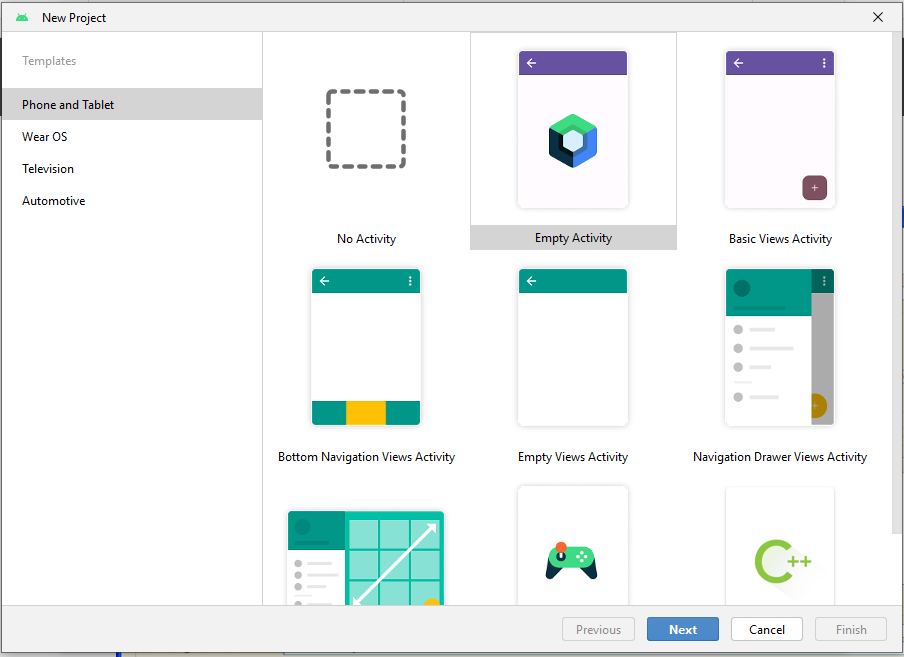 New Project
Templates
Phone and Tablet
Wear OS
Television
Automotive
No Activity
Empty Activity
Basic Views Activity
Bottom Navigation Views Activity
Empty Views Activity
Navigation Drawer Views Activity
C++
Previous
Next
Cancel
Finish